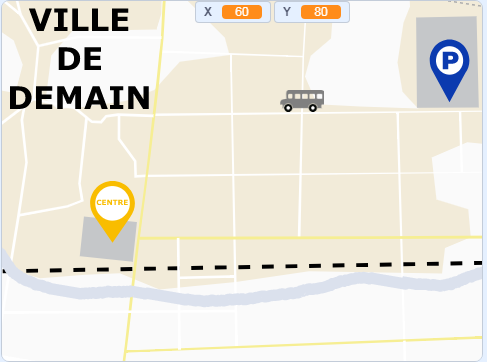 VILLE
DE
DEMAIN
X 60
Y 80
P
CENTRE